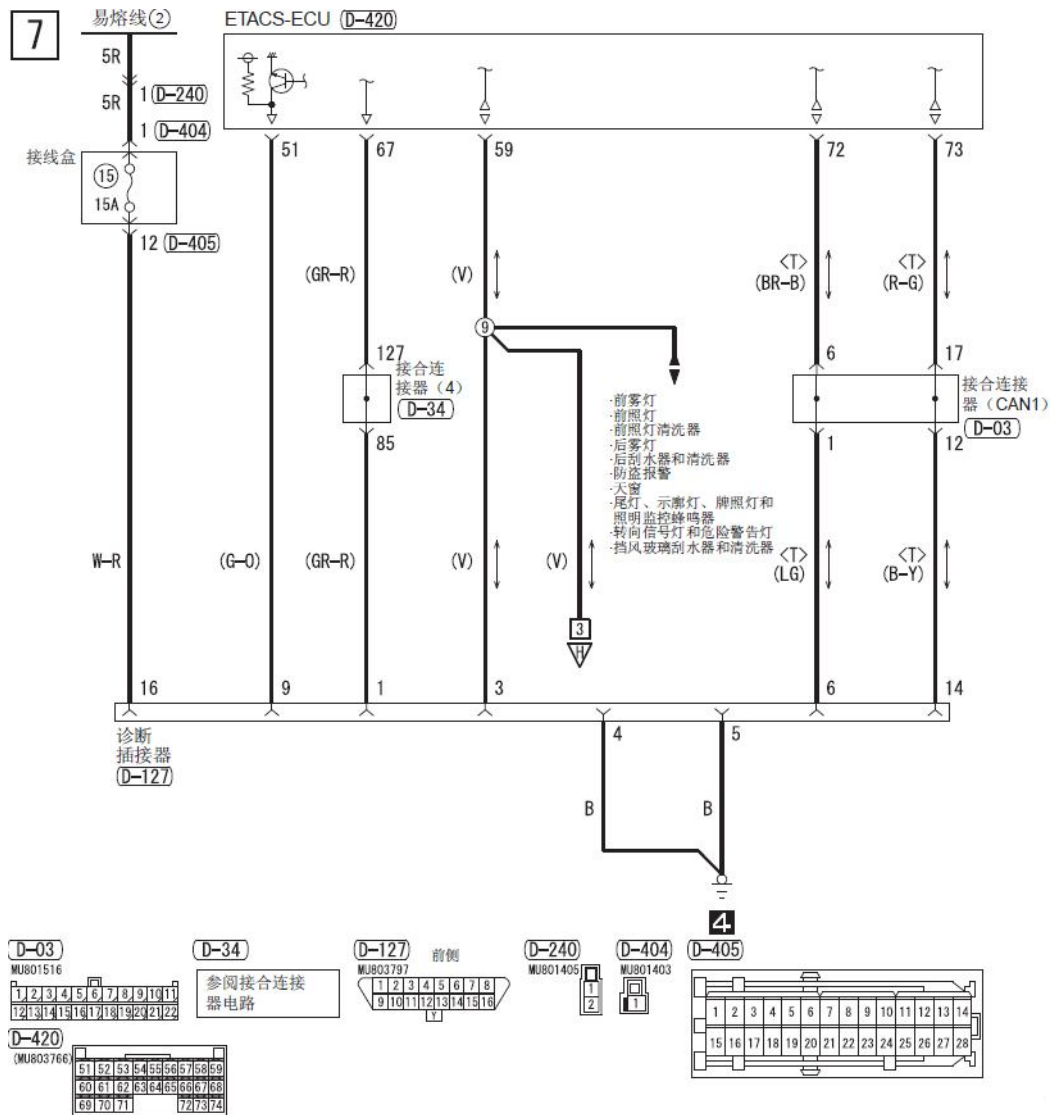 7
易熔线②
ETACS-ECU D-420
5R
1 D-240
5R
1 D-404
接线盒
⑮
15A
12 D-405
51
67
59
72
73
(GR-R)
(V)
<T>
(BR-B)
<T>
(R-G)
9
127
接合连
接器（4）
D-34
85
6
17
接合连接
器（CAN1）
D-03
1
12
·前雾灯
·前照灯
·前照灯清洗器
·后雾灯
·后刮水器和清洗器
·防盗报警
·天窗
·尾灯、示廓灯、牌照灯和
照明监控蜂鸣器
·转向信号灯和危险警告灯
·挡风玻璃刮水器和清洗器
W-R
(G-O)
(GR-R)
(V)
(V)
<T>
(LG)
<T>
(B-Y)
3
H
16
9
1
3
6
14
诊断
插接器
D-127
4
5
B
B
4
D-03
MU801516
1 2 3 4 5 6 7 8 9 10 11
12 13 14 15 16 17 18 19 20 21 22
D-34
参阅接合连接
器电路
D-127 前侧
MU803797
1 2 3 4 5 6 7 8
9 10 11 12 13 14 15 16
Y
D-240
MU801405
1
2
D-404
MU801403
1
D-405
1 2 3 4 5 6 7 8 9 10 11 12 13 14
15 16 17 18 19 20 21 22 23 24 25 26 27 28
D-420
(MU803766)
51 52 53 54 55 56 57 58 59
60 61 62 63 64 65 66 67 68
69 70 71 72 73 74